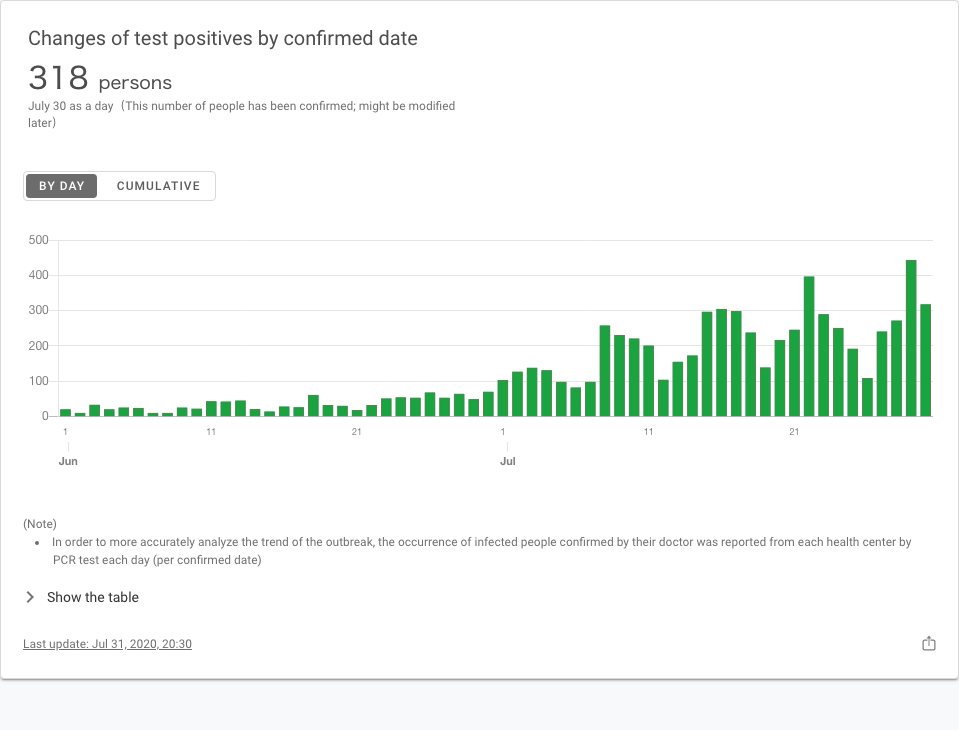 Changes of test positives by confirmed date
318 persons
July 30 as a day（This number of people has been confirmed; might be modified
later）
BY DAY CUMULATIVE
500
400
300
200
100
0
1 11 21 1 11 21
Jun Jul
(Note)
• In order to more accurately analyze the trend of the outbreak, the occurrence of infected people confirmed by their doctor was reported from each health center by
PCR test each day (per confirmed date)
Show the table
Last update: Jul 31, 2020, 20:30